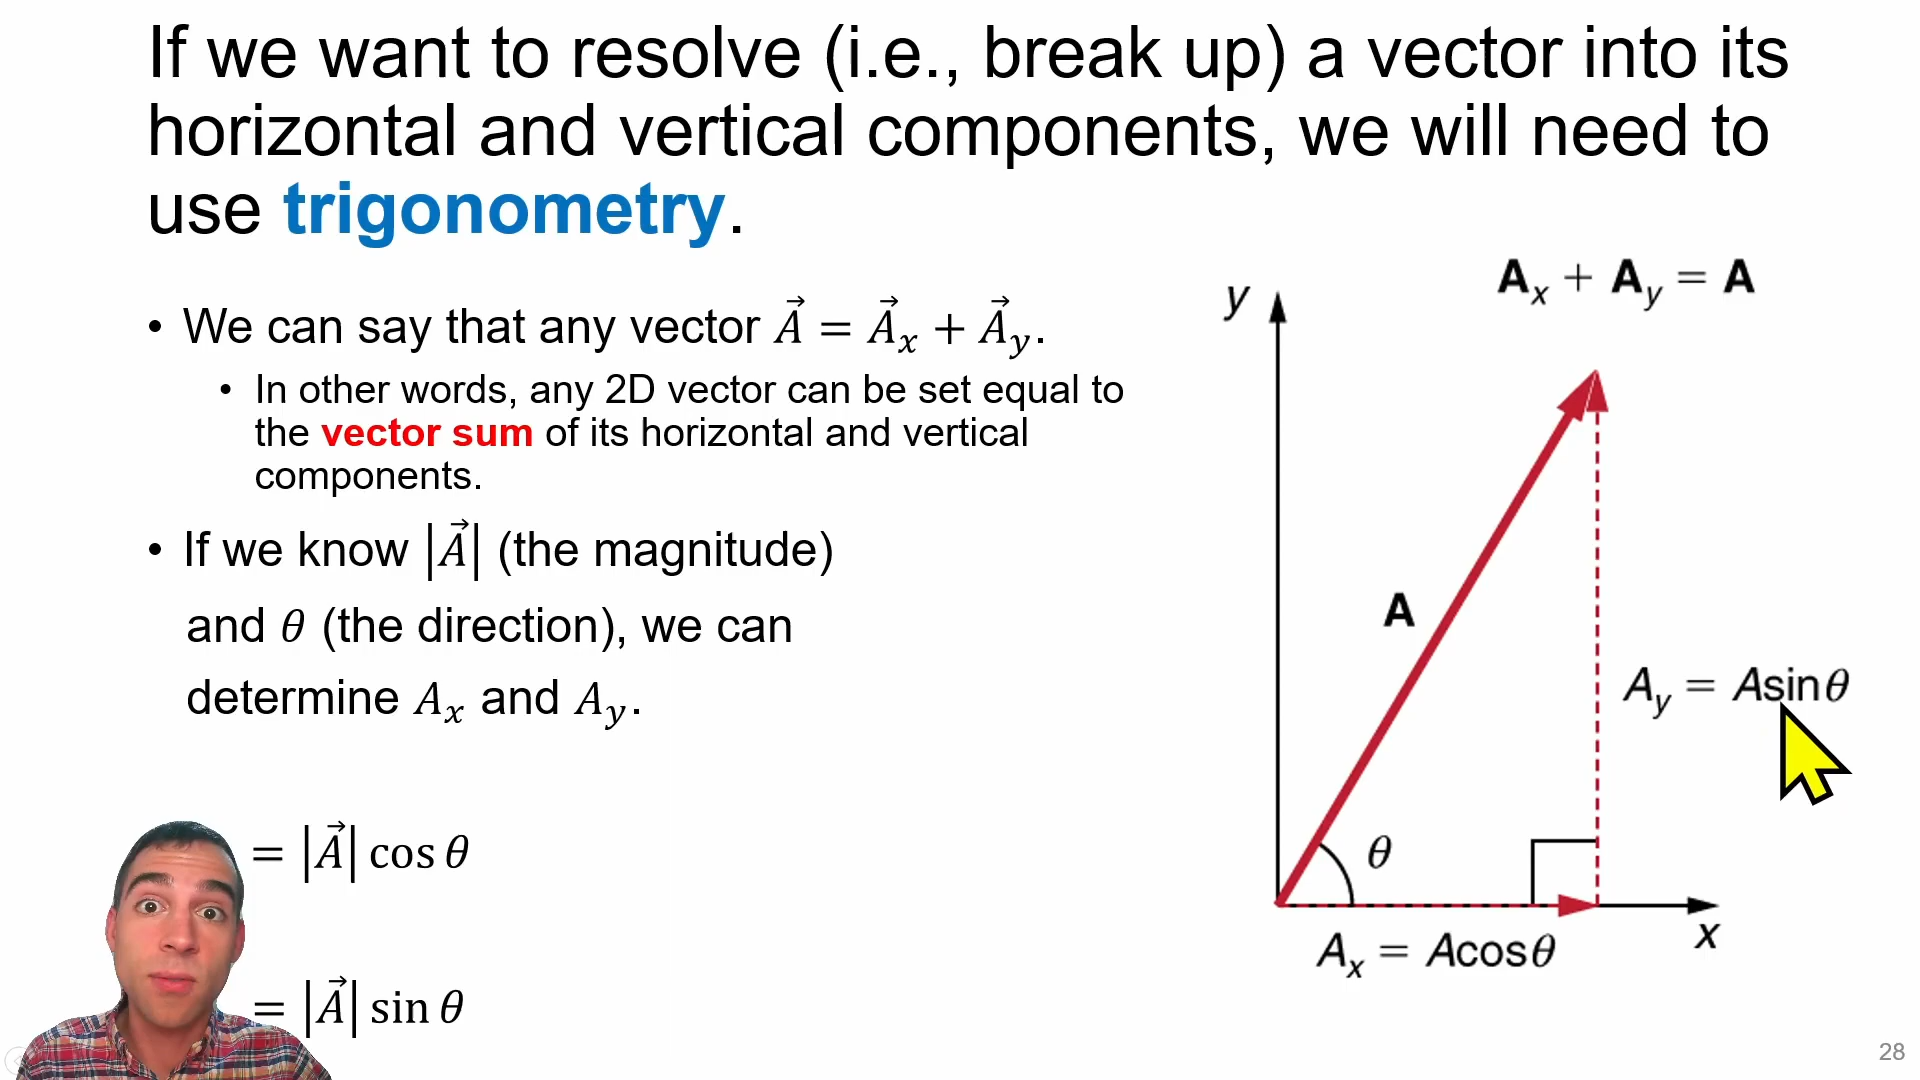 If we want to resolve (i.e., break up) a vector into its
horizontal and vertical components, we will need to
use trigonometry.
• We can say that any vector A⃗ = A⃗ₓ + A⃗ᵧ.
• In other words, any 2D vector can be set equal to
the vector sum of its horizontal and vertical
components.
• If we know |A⃗| (the magnitude)
and θ (the direction), we can
determine Aₓ and Aᵧ.
= |A⃗| cos θ
= |A⃗| sin θ
Aₓ + Aᵧ = A
y
A
Aᵧ = Asinθ
θ
x
Aₓ = Acosθ
28